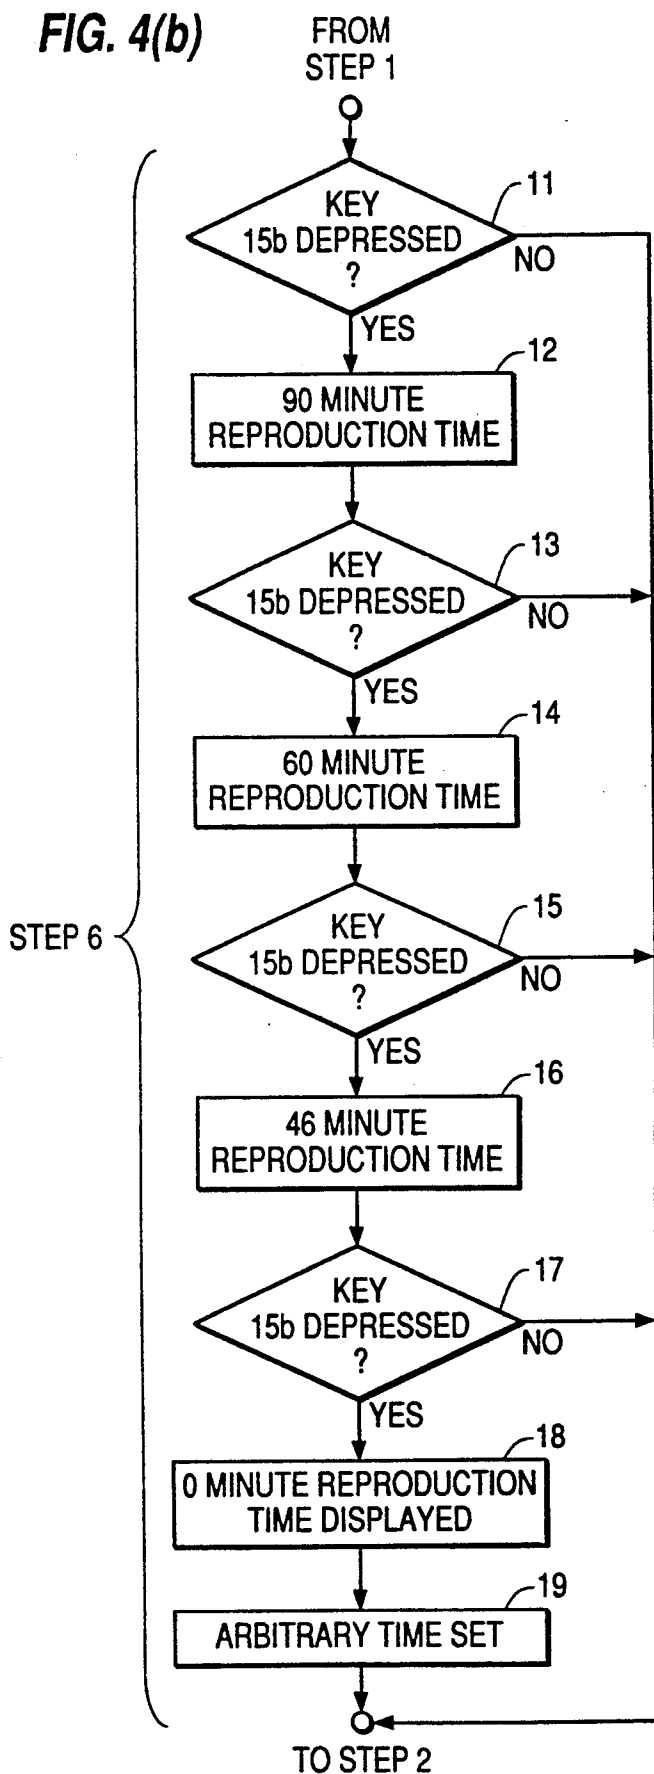 FIG. 4(b)
FROM
STEP 1
11
KEY
15b DEPRESSED
?
NO
YES
12
90 MINUTE
REPRODUCTION TIME
13
KEY
15b DEPRESSED
?
NO
YES
14
60 MINUTE
REPRODUCTION TIME
15
KEY
15b DEPRESSED
?
NO
YES
STEP 6
16
46 MINUTE
REPRODUCTION TIME
17
KEY
15b DEPRESSED
?
NO
YES
18
0 MINUTE REPRODUCTION
TIME DISPLAYED
19
ARBITRARY TIME SET
TO STEP 2